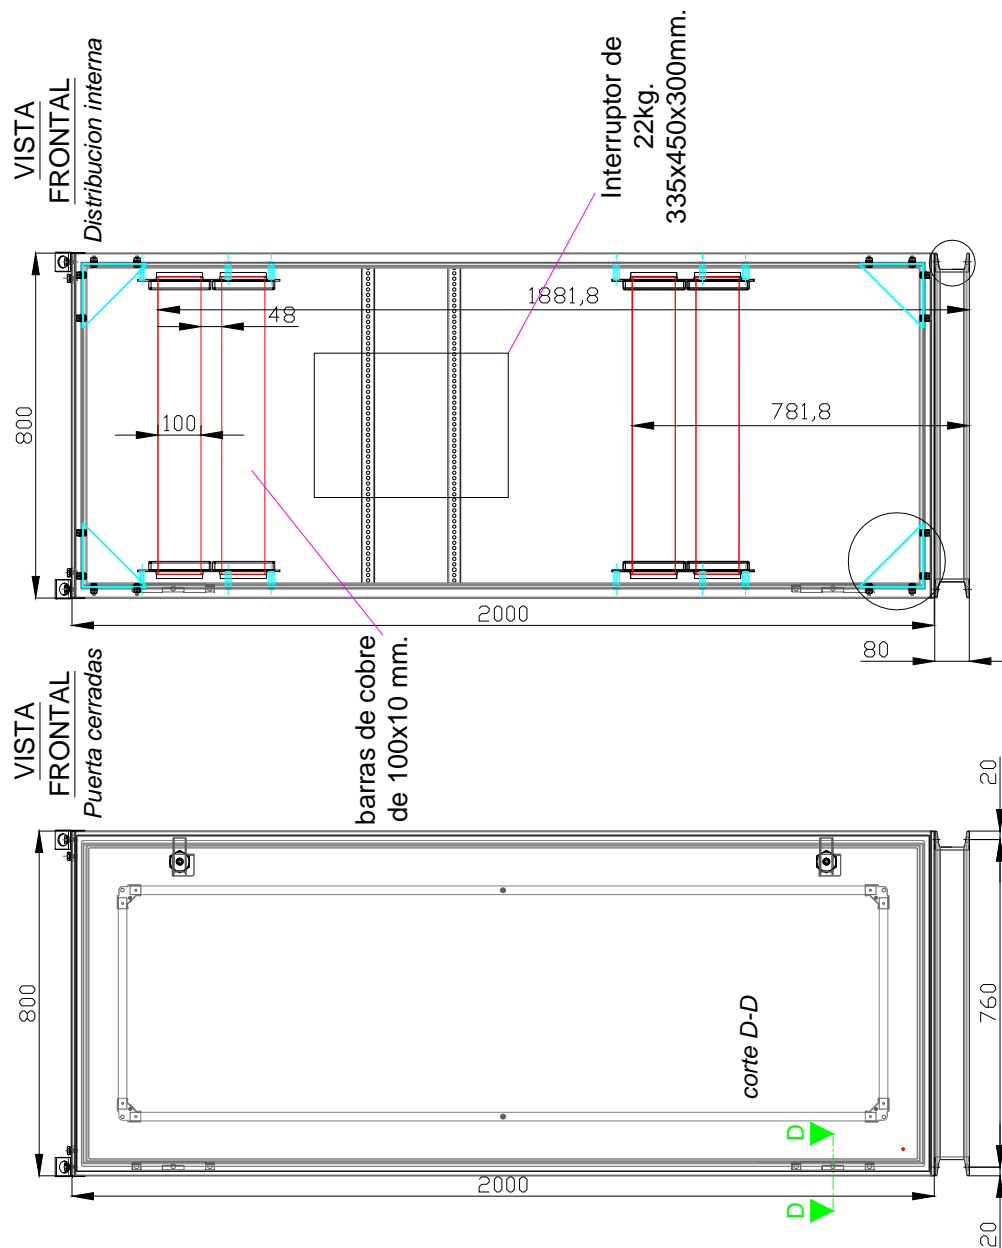 VISTA
FRONTAL
Puerta cerradas
800
2000
20
760
20
corte D-D
D
D
barras de cobre
de 100x10 mm.
VISTA
FRONTAL
Distribucion interna
800
2000
80
100
48
1881,8
781,8
Interruptor de
22kg.
335x450x300mm.